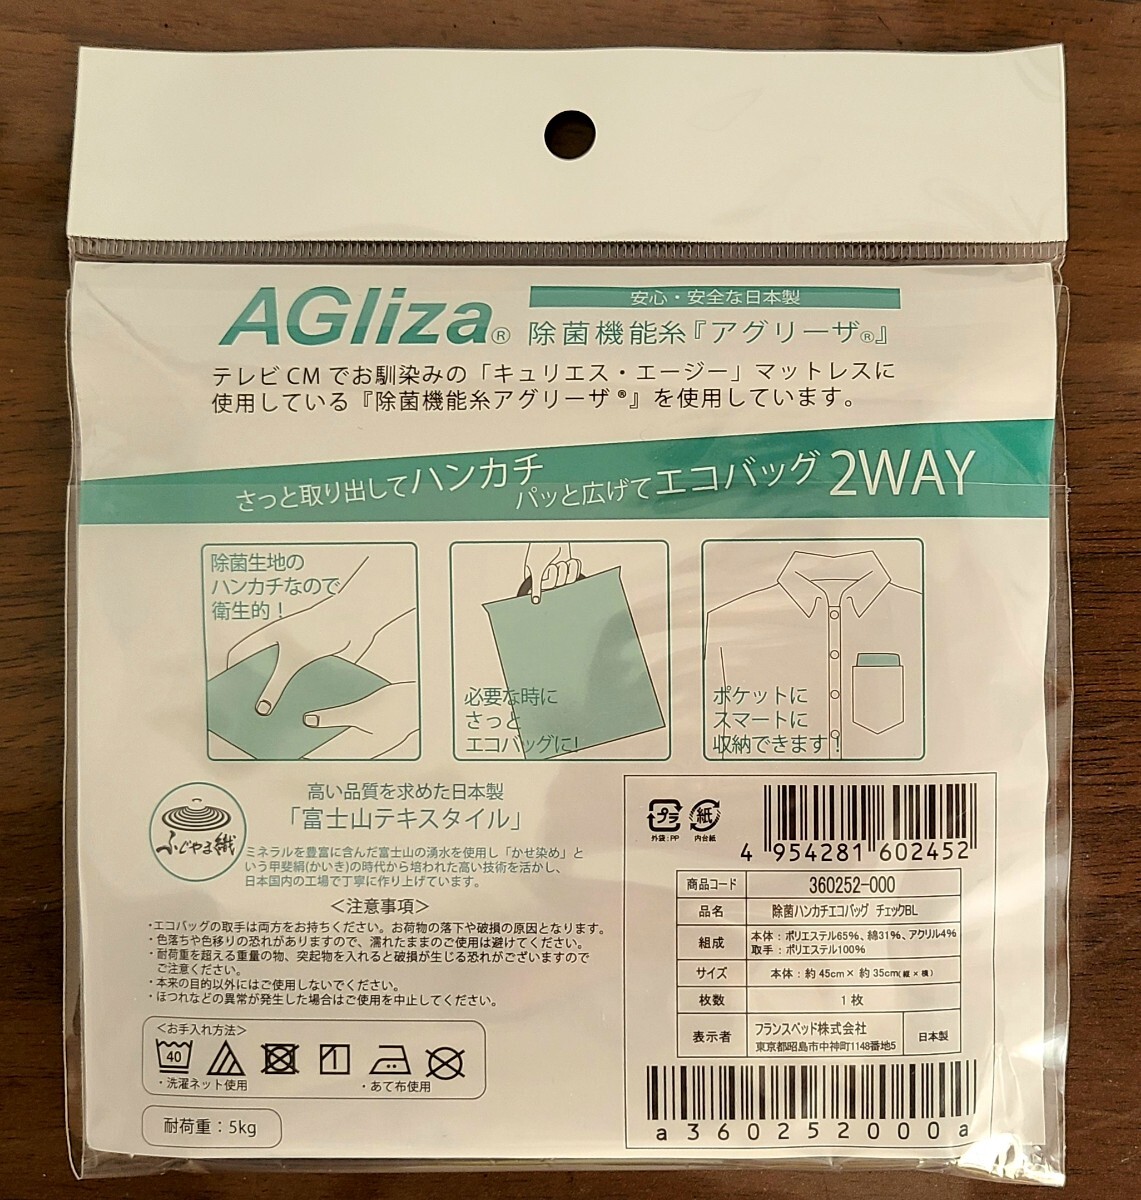 AGliza®
安心・安全な日本製
除菌機能糸『アグリーザ®』
テレビCMでお馴染みの「キュリエス・エージー」マットレスに
使用している『除菌機能糸アグリーザ®』を使用しています。
さっと取り出してハンカチ
パッと広げてエコバッグ 2WAY
除菌生地の
ハンカチなので
衛生的！
必要な時に
さっと
エコバッグに！
ポケットに
スマートに
収納できます！
ふじやま織
高い品質を求めた日本製
「富士山テキスタイル」
ミネラルを豊富に含んだ富士山の湧水を使用し「かせ染め」と
いう甲斐絹(かいき)の時代から培われた高い技術を活かし、
日本国内の工場で丁寧に作り上げています。
＜注意事項＞
・エコバッグの取手は両方をお持ちください。お荷物の落下や破損の原因となります。
・色落ちや色移りの恐れがありますので、濡れたままのご使用は避けてください。
・耐荷重を超える重量の物、突起物を入れると破損が生じる恐れがございますので
ご注意ください。
・本来の目的以外にはご使用しないでください。
・ほつれなどの異常が発生した場合はご使用を中止してください。
＜お手入れ方法＞
40
1
・洗濯ネット使用
・あて布使用
耐荷重：5kg
プラ
外袋:PP
紙
内台紙
4 954281 602452
商品コード 360252-000
品名 除菌ハンカチエコバッグ チェックBL
組成 本体：ポリエステル65%、綿31%、アクリル4%
取手：ポリエステル100%
サイズ 本体：約45cm×約35cm(縦×横)
枚数 1枚
表示者 フランスベッド株式会社
東京都昭島市中神町1148番地5
日本製
a360252000a